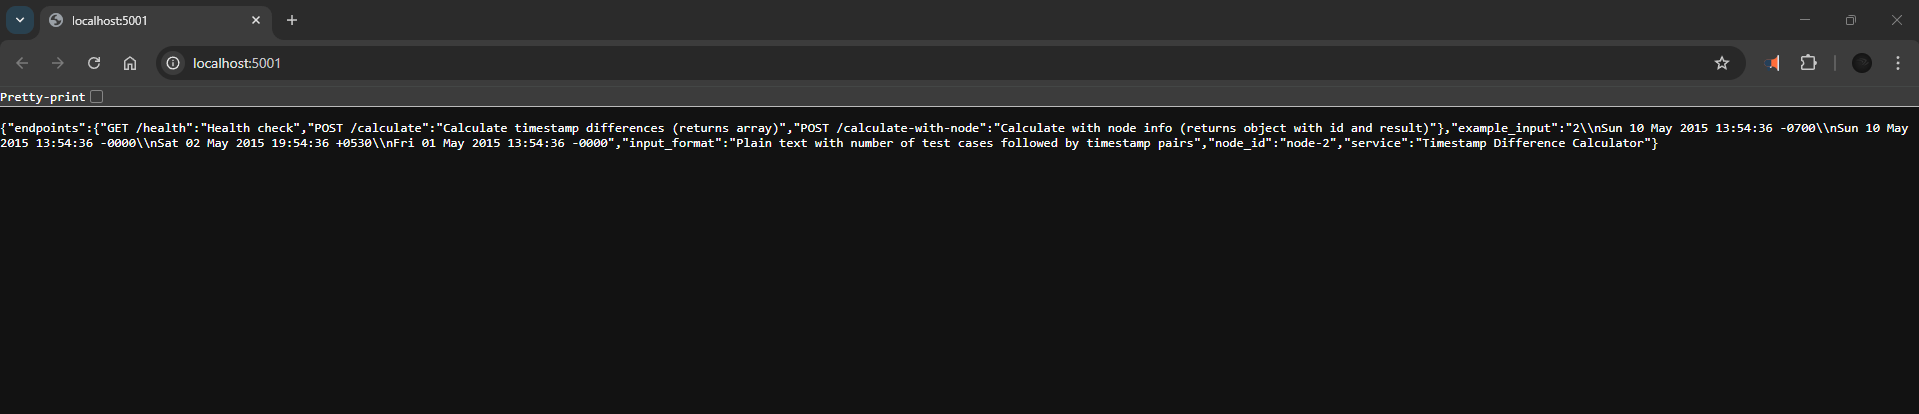 localhost:5001
localhost:5001
Pretty-print
{"endpoints":{"GET /health":"Health check","POST /calculate":"Calculate timestamp differences (returns array)","POST /calculate-with-node":"Calculate with node info (returns object with id and result)"},"example_input":"2\\nSun 10 May 2015 13:54:36 -0700\\nSun 10 May
2015 13:54:36 -0000\\nSat 02 May 2015 19:54:36 +0530\\nFri 01 May 2015 13:54:36 -0000","input_format":"Plain text with number of test cases followed by timestamp pairs","node_id":"node-2","service":"Timestamp Difference Calculator"}